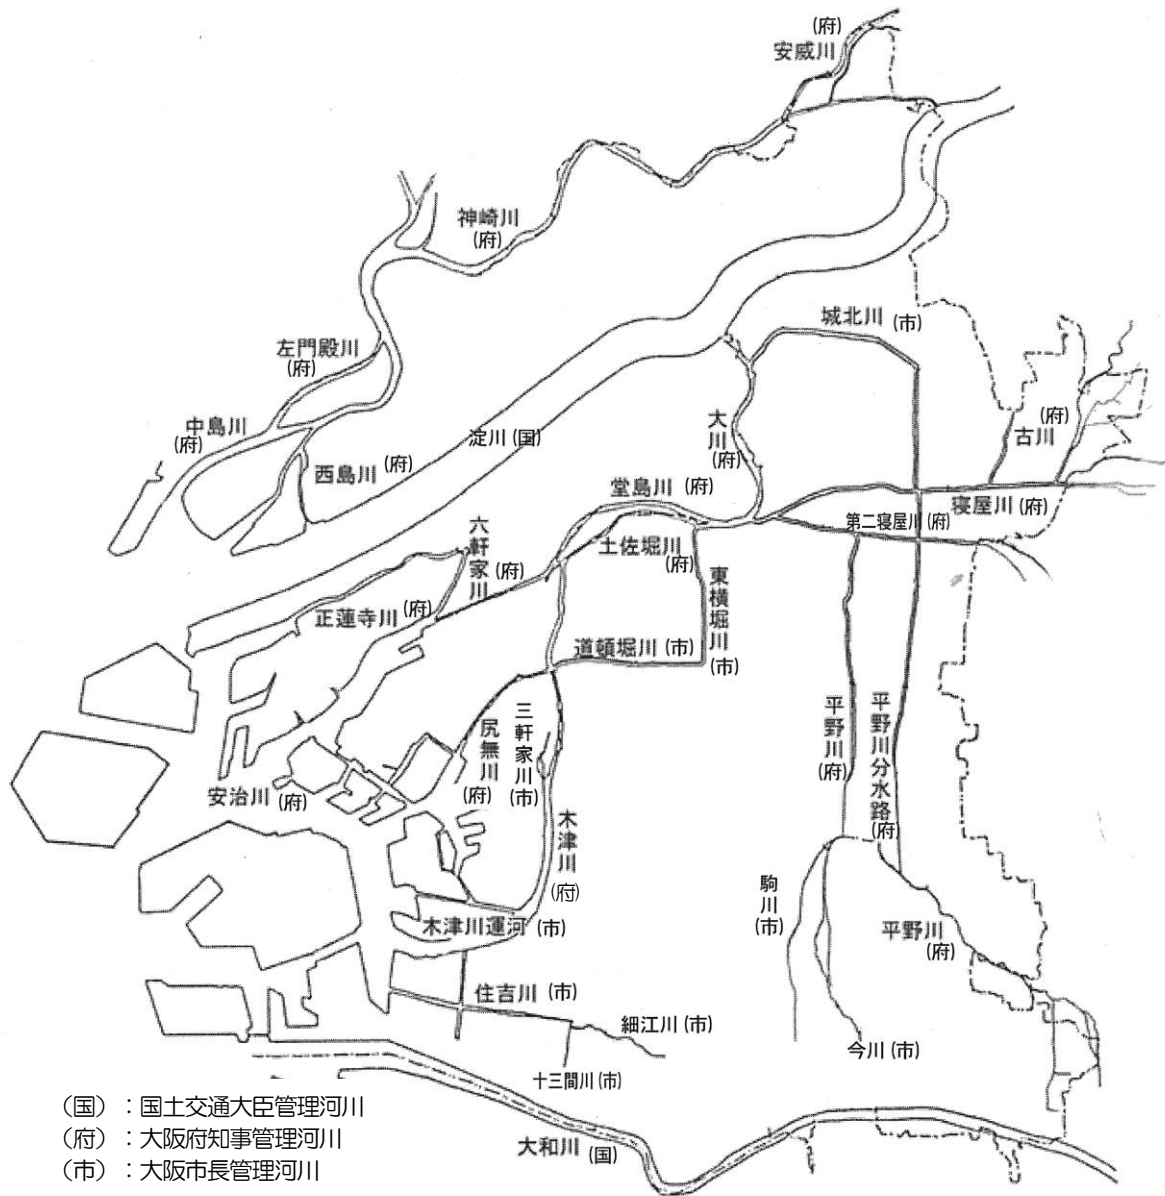 (府)
安威川
神崎川
(府)
城北川 (市)
左門殿川
(府)
中島川
(府)
淀川 (国)
大川
(府)
(府)
古川
西島川 (府)
堂島川 (府)
寝屋川 (府)
第二寝屋川 (府)
六軒家川
(府)
土佐堀川
(府)
東横堀川
(市)
正蓮寺川 (府)
道頓堀川 (市)
尻無川
(府)
三軒家川
(市)
平野川
(府)
平野川分水路
(府)
安治川 (府)
木津川
(府)
駒川
(市)
木津川運河 (市)
平野川
(府)
住吉川 (市)
細江川 (市)
今川 (市)
十三間川 (市)
大和川 (国)
(国) : 国土交通大臣管理河川
(府) : 大阪府知事管理河川
(市) : 大阪市長管理河川